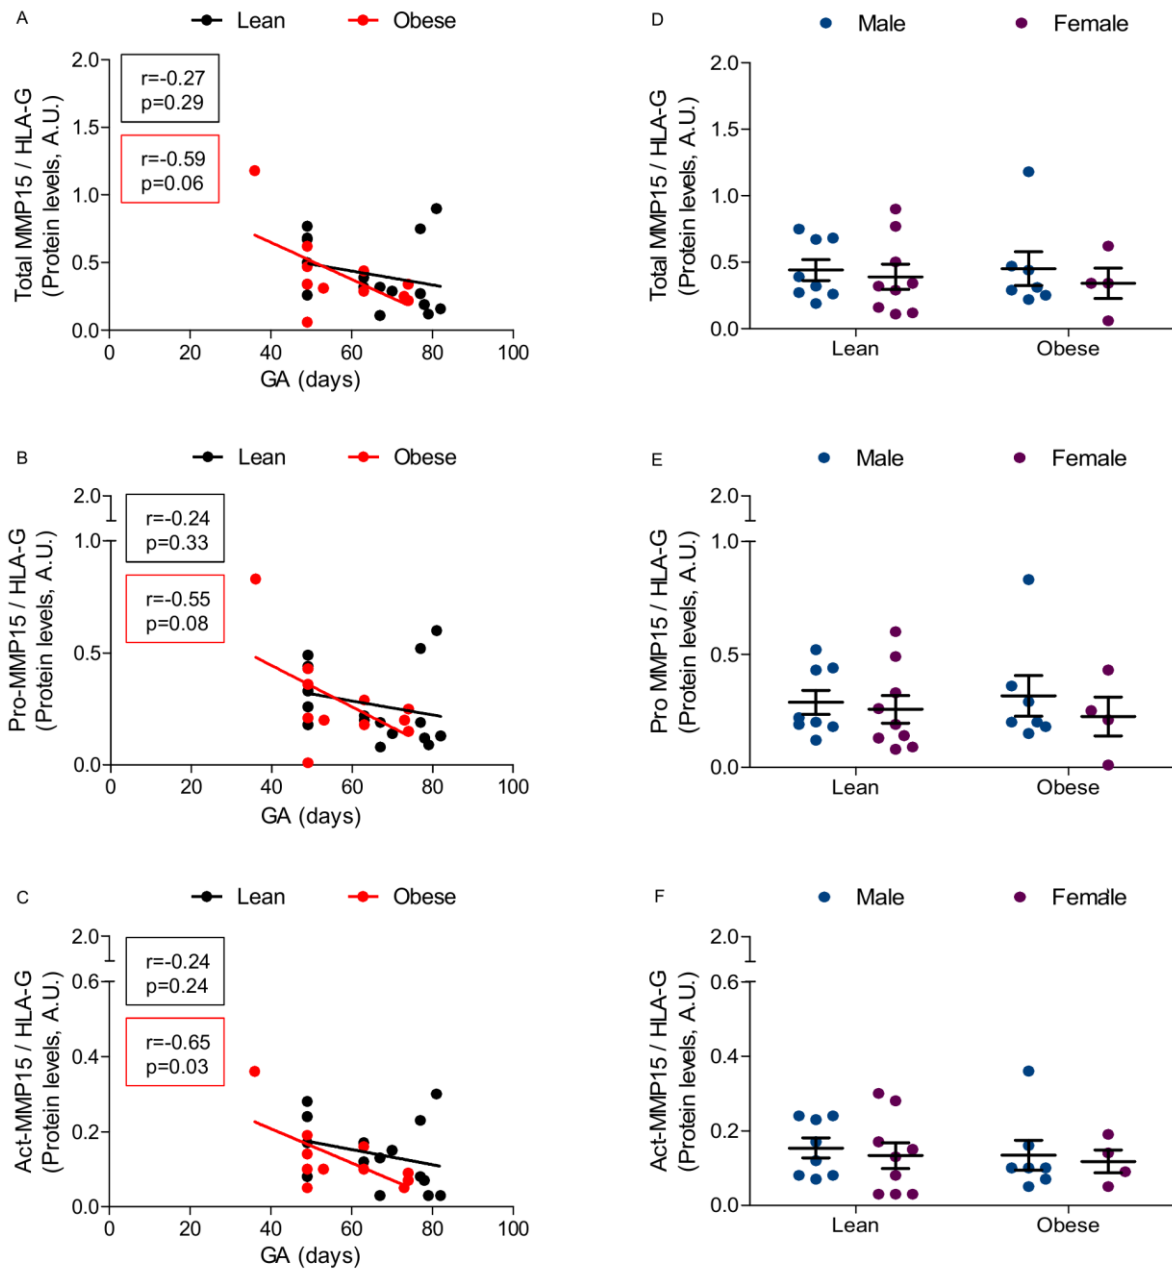 A
Lean
Obese
Total MMP15 / HLA-G
(Protein levels, A.U.)
2.0
1.5
1.0
0.5
0.0
r=-0.27
p=0.29
r=-0.59
p=0.06
0
20
40
60
80
100
GA (days)
D
Male
Female
Total MMP15 / HLA-G
(Protein levels, A.U.)
2.0
1.5
1.0
0.5
0.0
Lean
Obese
B
Lean
Obese
Pro-MMP15 / HLA-G
(Protein levels, A.U.)
2.0
1.0
0.5
0.0
r=-0.24
p=0.33
r=-0.55
p=0.08
0
20
40
60
80
100
GA (days)
E
Male
Female
Pro MMP15 / HLA-G
(Protein levels, A.U.)
2.0
1.0
0.5
0.0
Lean
Obese
C
Lean
Obese
Act-MMP15 / HLA-G
(Protein levels, A.U.)
2.0
0.6
0.4
0.2
0.0
r=-0.24
p=0.24
r=-0.65
p=0.03
0
20
40
60
80
100
GA (days)
F
Male
Female
Act-MMP15 / HLA-G
(Protein levels, A.U.)
2.0
0.6
0.4
0.2
0.0
Lean
Obese